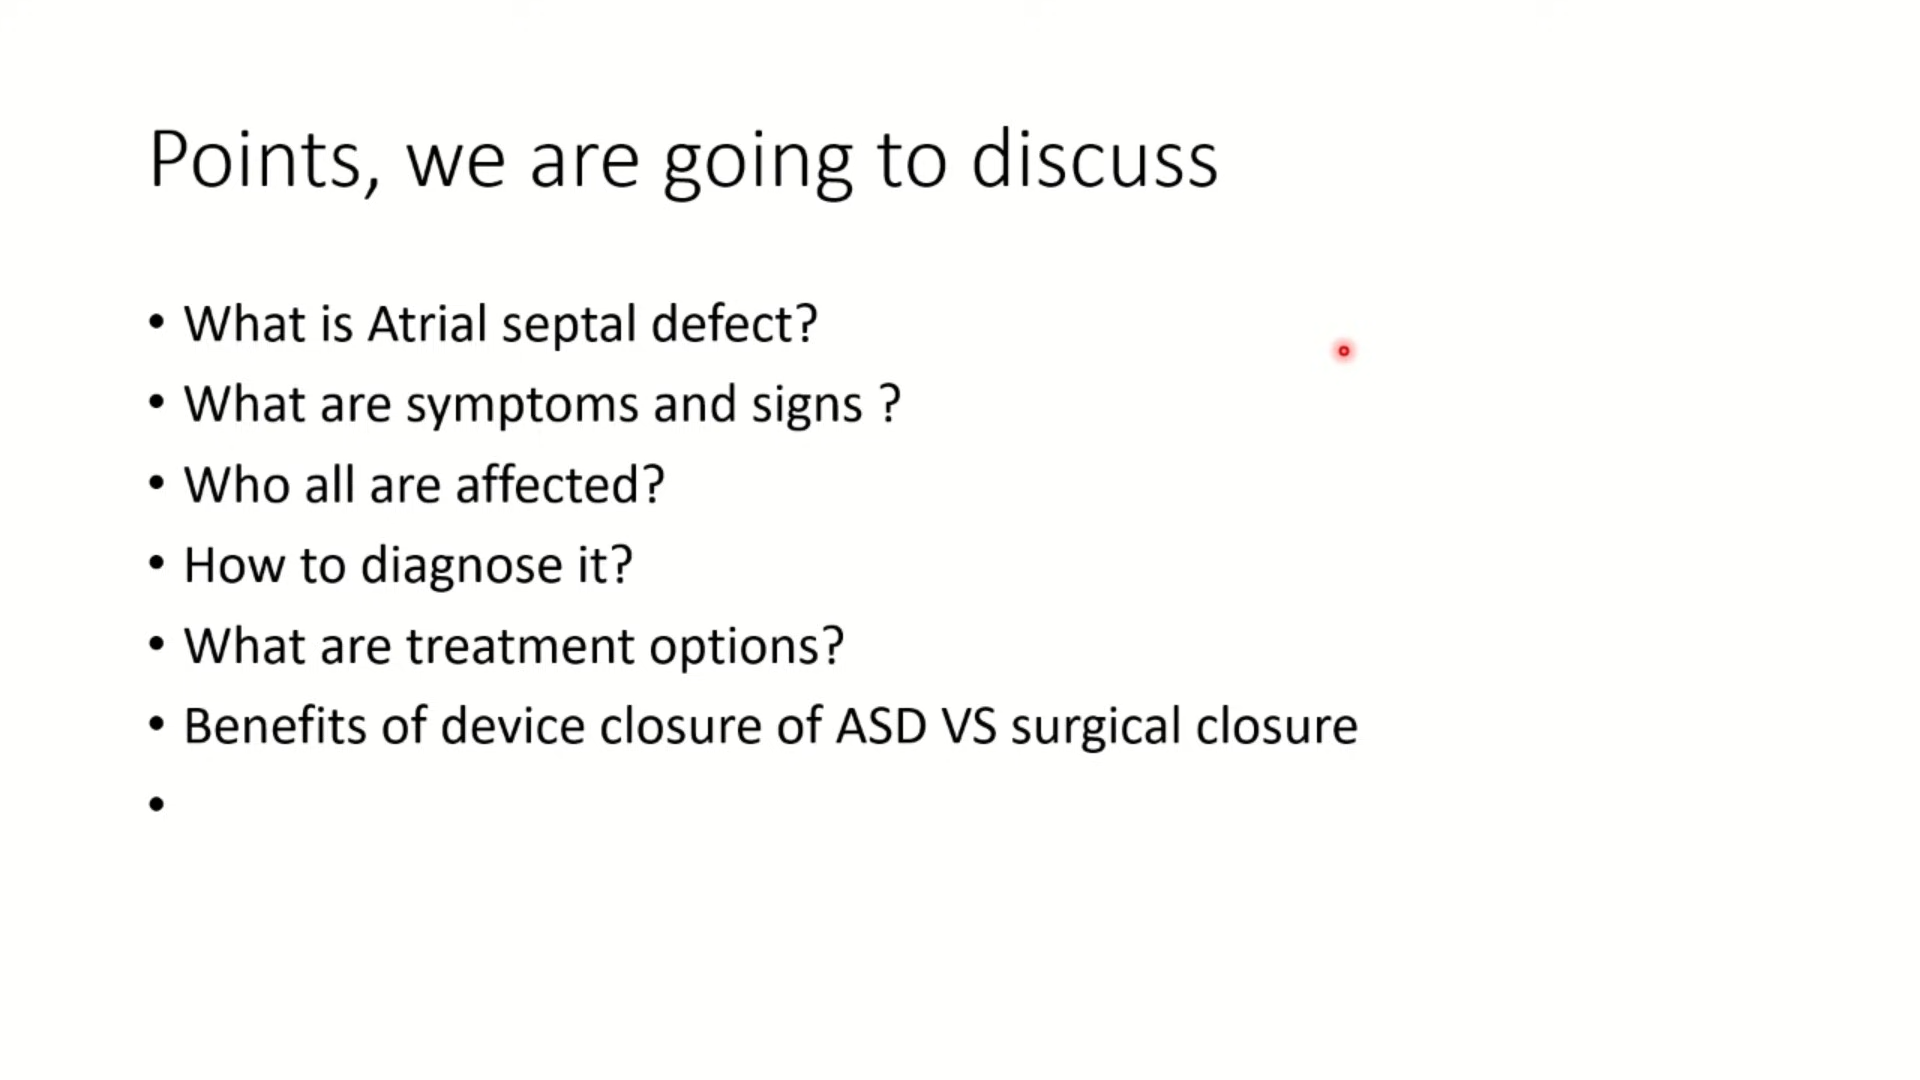 Points, we are going to discuss
• What is Atrial septal defect?
• What are symptoms and signs ?
• Who all are affected?
• How to diagnose it?
• What are treatment options?
• Benefits of device closure of ASD VS surgical closure
•